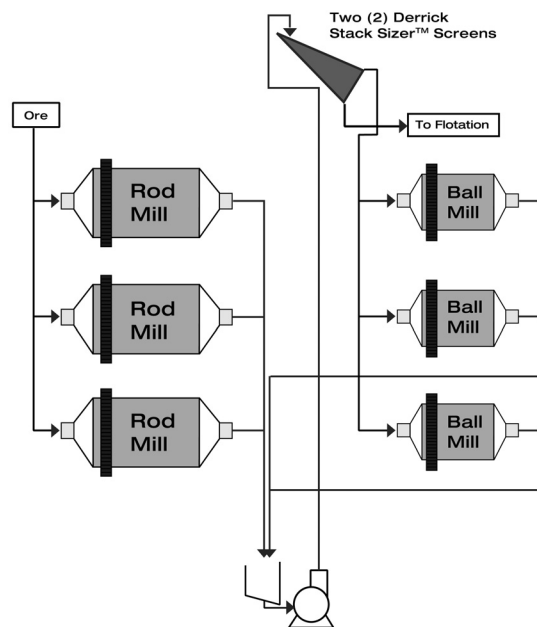 Two (2) Derrick
Stack Sizer™ Screens
Ore
To Flotation
Rod
Mill
Ball
Mill
Rod
Mill
Ball
Mill
Rod
Mill
Ball
Mill